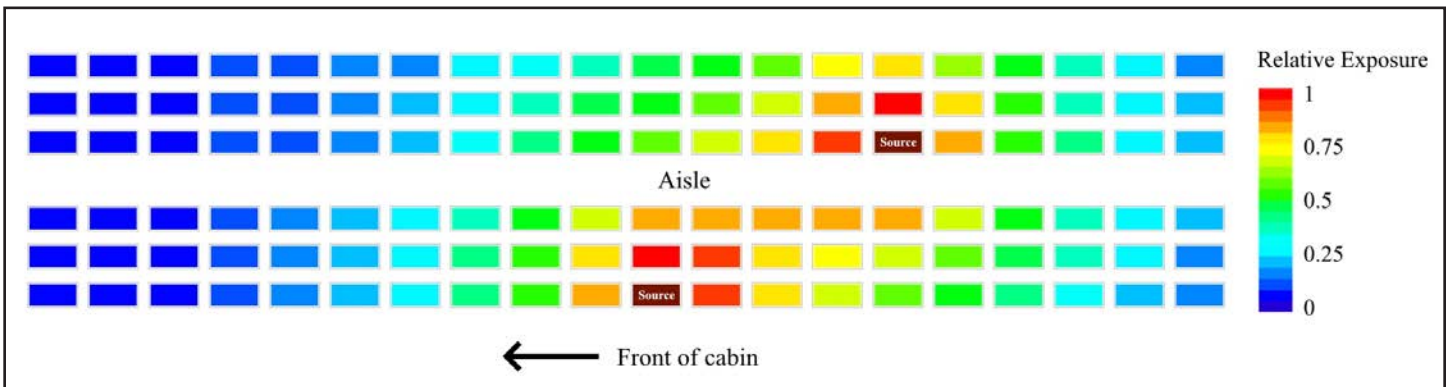 Relative Exposure
1
0.75
0.5
0.25
0
Source
Aisle
Source
Front of cabin